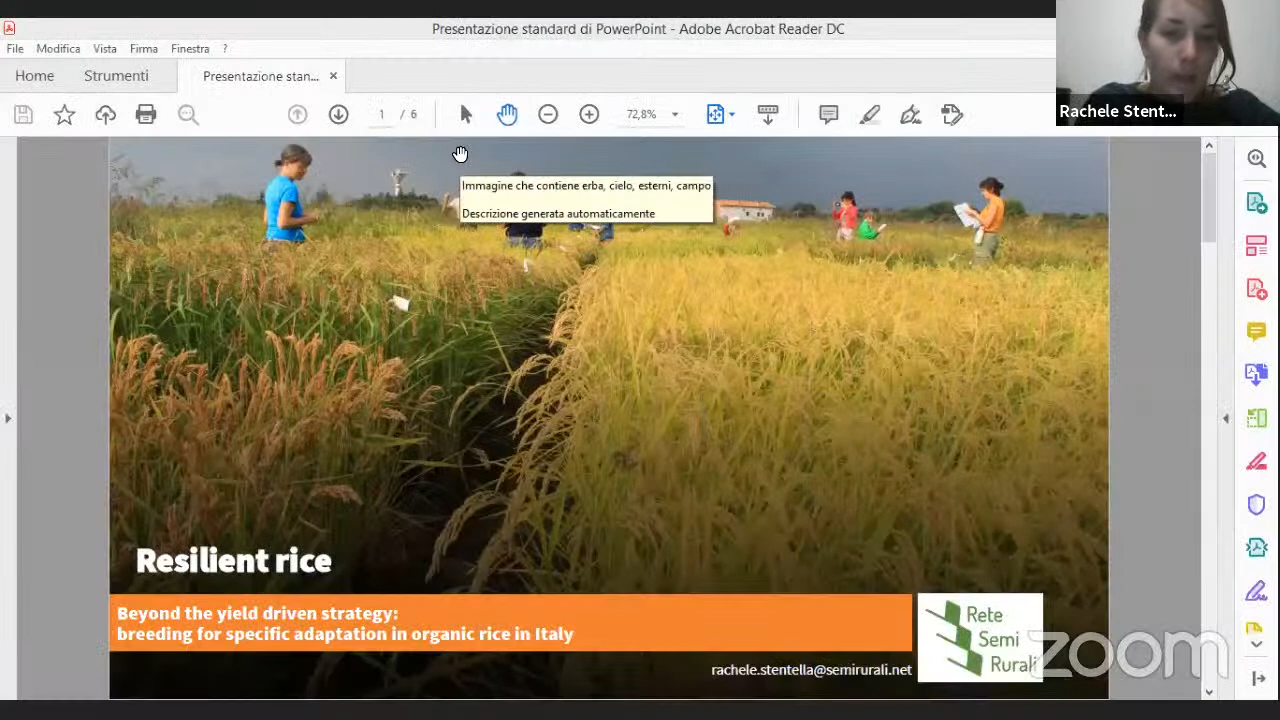 Presentazione standard di PowerPoint - Adobe Acrobat Reader DC
File Modifica Vista Firma Finestra ?
Home Strumenti Presentazione stan... ×
1 / 6 72,8%
Rachele Stent...
Immagine che contiene erba, cielo, esterni, campo
Descrizione generata automaticamente
Resilient rice
Beyond the yield driven strategy:
breeding for specific adaptation in organic rice in Italy
Rete
Semi
Rurali
rachele.stentella@semirurali.net
zoom